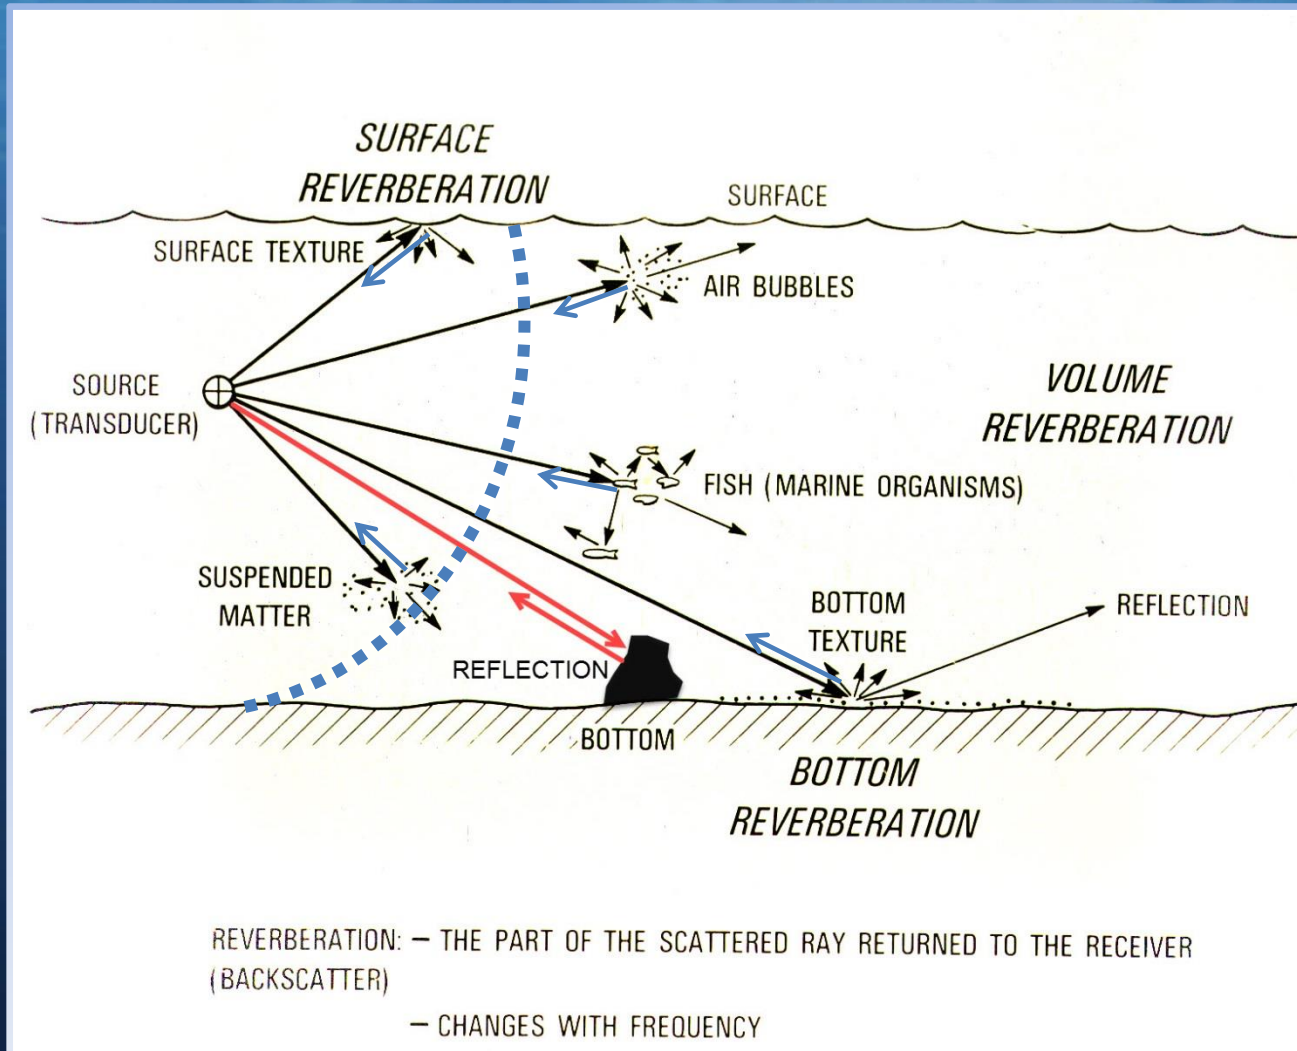 SURFACE
REVERBERATION
SURFACE
SURFACE TEXTURE
AIR BUBBLES
SOURCE
(TRANSDUCER)
VOLUME
REVERBERATION
FISH (MARINE ORGANISMS)
SUSPENDED
MATTER
BOTTOM
TEXTURE
REFLECTION
REFLECTION
BOTTOM
BOTTOM
REVERBERATION
REVERBERATION: – THE PART OF THE SCATTERED RAY RETURNED TO THE RECEIVER
(BACKSCATTER)
– CHANGES WITH FREQUENCY